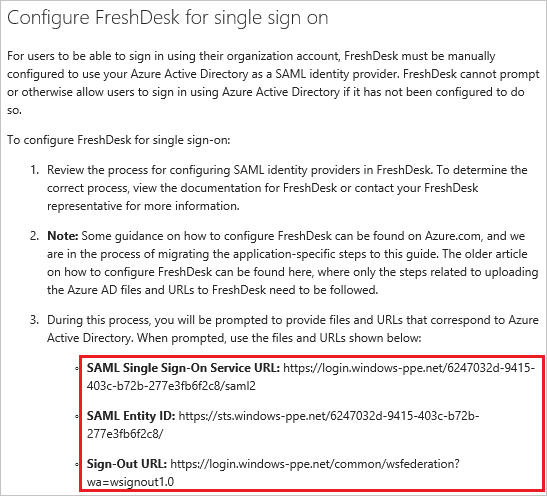 Configure FreshDesk for single sign on
For users to be able to sign in using their organization account, FreshDesk must be manually
configured to use your Azure Active Directory as a SAML identity provider. FreshDesk cannot prompt
or otherwise allow users to sign in using Azure Active Directory if it has not been configured to do
so.
To configure FreshDesk for single sign-on:
1. Review the process for configuring SAML identity providers in FreshDesk. To determine the
correct process, view the documentation for FreshDesk or contact your FreshDesk
representative for more information.
2. Note: Some guidance on how to configure FreshDesk can be found on Azure.com, and we
are in the process of migrating the application-specific steps to this guide. The older article
on how to configure FreshDesk can be found here, where only the steps related to uploading
the Azure AD files and URLs to FreshDesk need to be followed.
3. During this process, you will be prompted to provide files and URLs that correspond to Azure
Active Directory. When prompted, use the files and URLs shown below:
◦ SAML Single Sign-On Service URL: https://login.windows-ppe.net/6247032d-9415-
403c-b72b-277e3fb6f2c8/saml2
◦ SAML Entity ID: https://sts.windows-ppe.net/6247032d-9415-403c-b72b-
277e3fb6f2c8/
◦ Sign-Out URL: https://login.windows-ppe.net/common/wsfederation?
wa=wsignout1.0